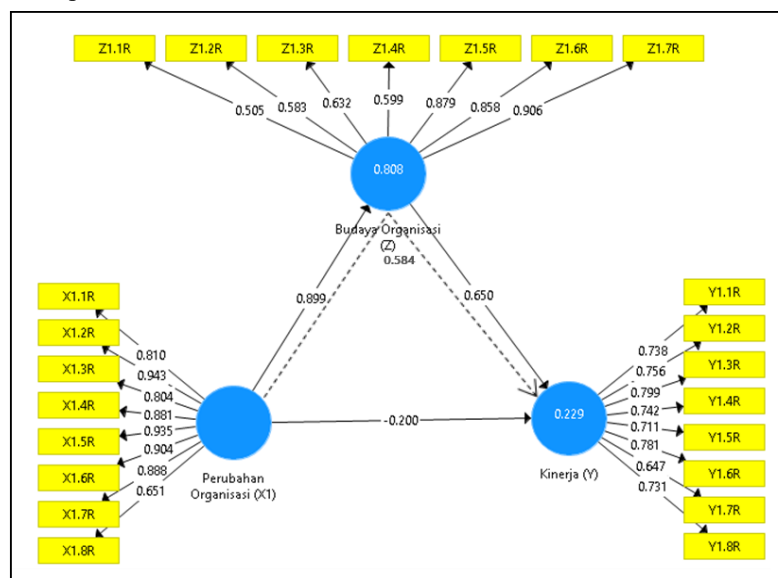 Z1.1R
Z1.2R
Z1.3R
Z1.4R
Z1.5R
Z1.6R
Z1.7R
0.505
0.583
0.632
0.599
0.879
0.858
0.906
0.808
Budaya Organisasi
(Z)
0.584
0.899
0.650
X1.1R
X1.2R
X1.3R
X1.4R
X1.5R
X1.6R
X1.7R
X1.8R
0.810
0.943
0.804
0.881
0.935
0.904
0.888
0.651
Perubahan
Organisasi (X1)
-0.200
0.229
Kinerja (Y)
0.738
0.756
0.799
0.742
0.711
0.781
0.647
0.731
Y1.1R
Y1.2R
Y1.3R
Y1.4R
Y1.5R
Y1.6R
Y1.7R
Y1.8R